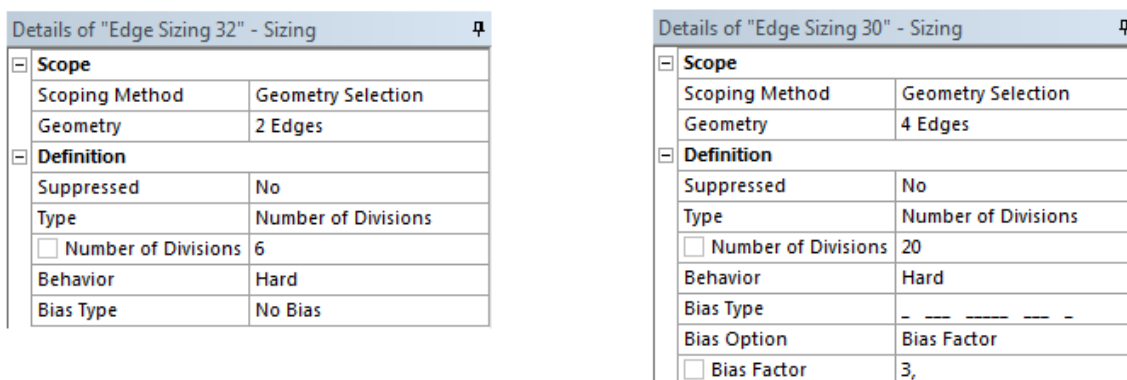 Details of "Edge Sizing 32" - Sizing
Scope
Scoping Method Geometry Selection
Geometry 2 Edges
Definition
Suppressed No
Type Number of Divisions
Number of Divisions 6
Behavior Hard
Bias Type No Bias
Details of "Edge Sizing 30" - Sizing
Scope
Scoping Method Geometry Selection
Geometry 4 Edges
Definition
Suppressed No
Type Number of Divisions
Number of Divisions 20
Behavior Hard
Bias Type _ __ ___ __ _
Bias Option Bias Factor
Bias Factor 3,